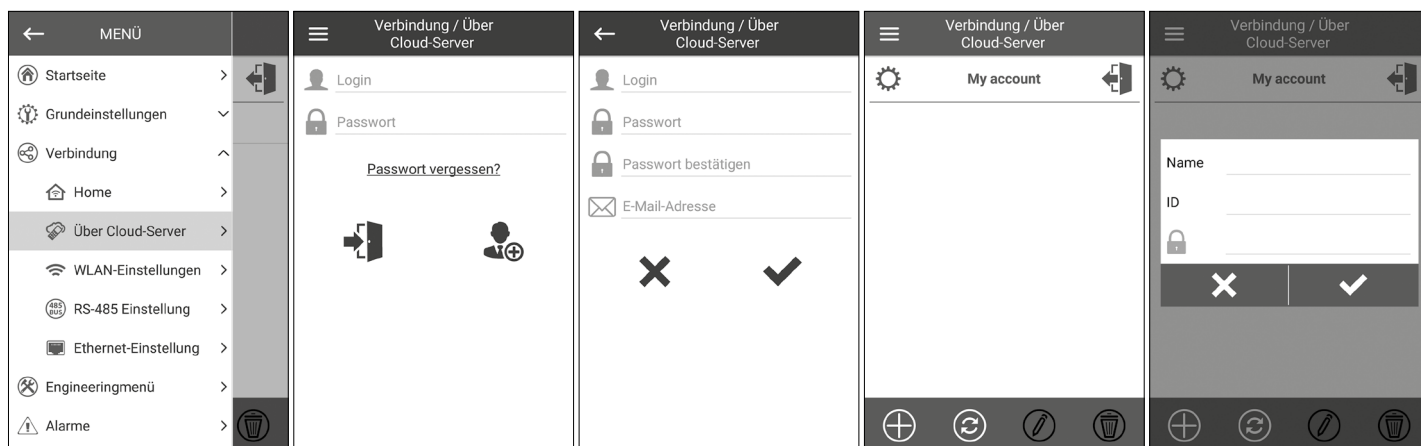 MENÜ
Startseite
Grundeinstellungen
Verbindung
Home
Über Cloud-Server
WLAN-Einstellungen
485
BUS
RS-485 Einstellung
Ethernet-Einstellung
Engineeringmenü
Alarme
Verbindung / Über
Cloud-Server
Login
Passwort
Passwort vergessen?
Verbindung / Über
Cloud-Server
Login
Passwort
Passwort bestätigen
E-Mail-Adresse
Verbindung / Über
Cloud-Server
My account
Verbindung / Über
Cloud-Server
My account
Name
ID